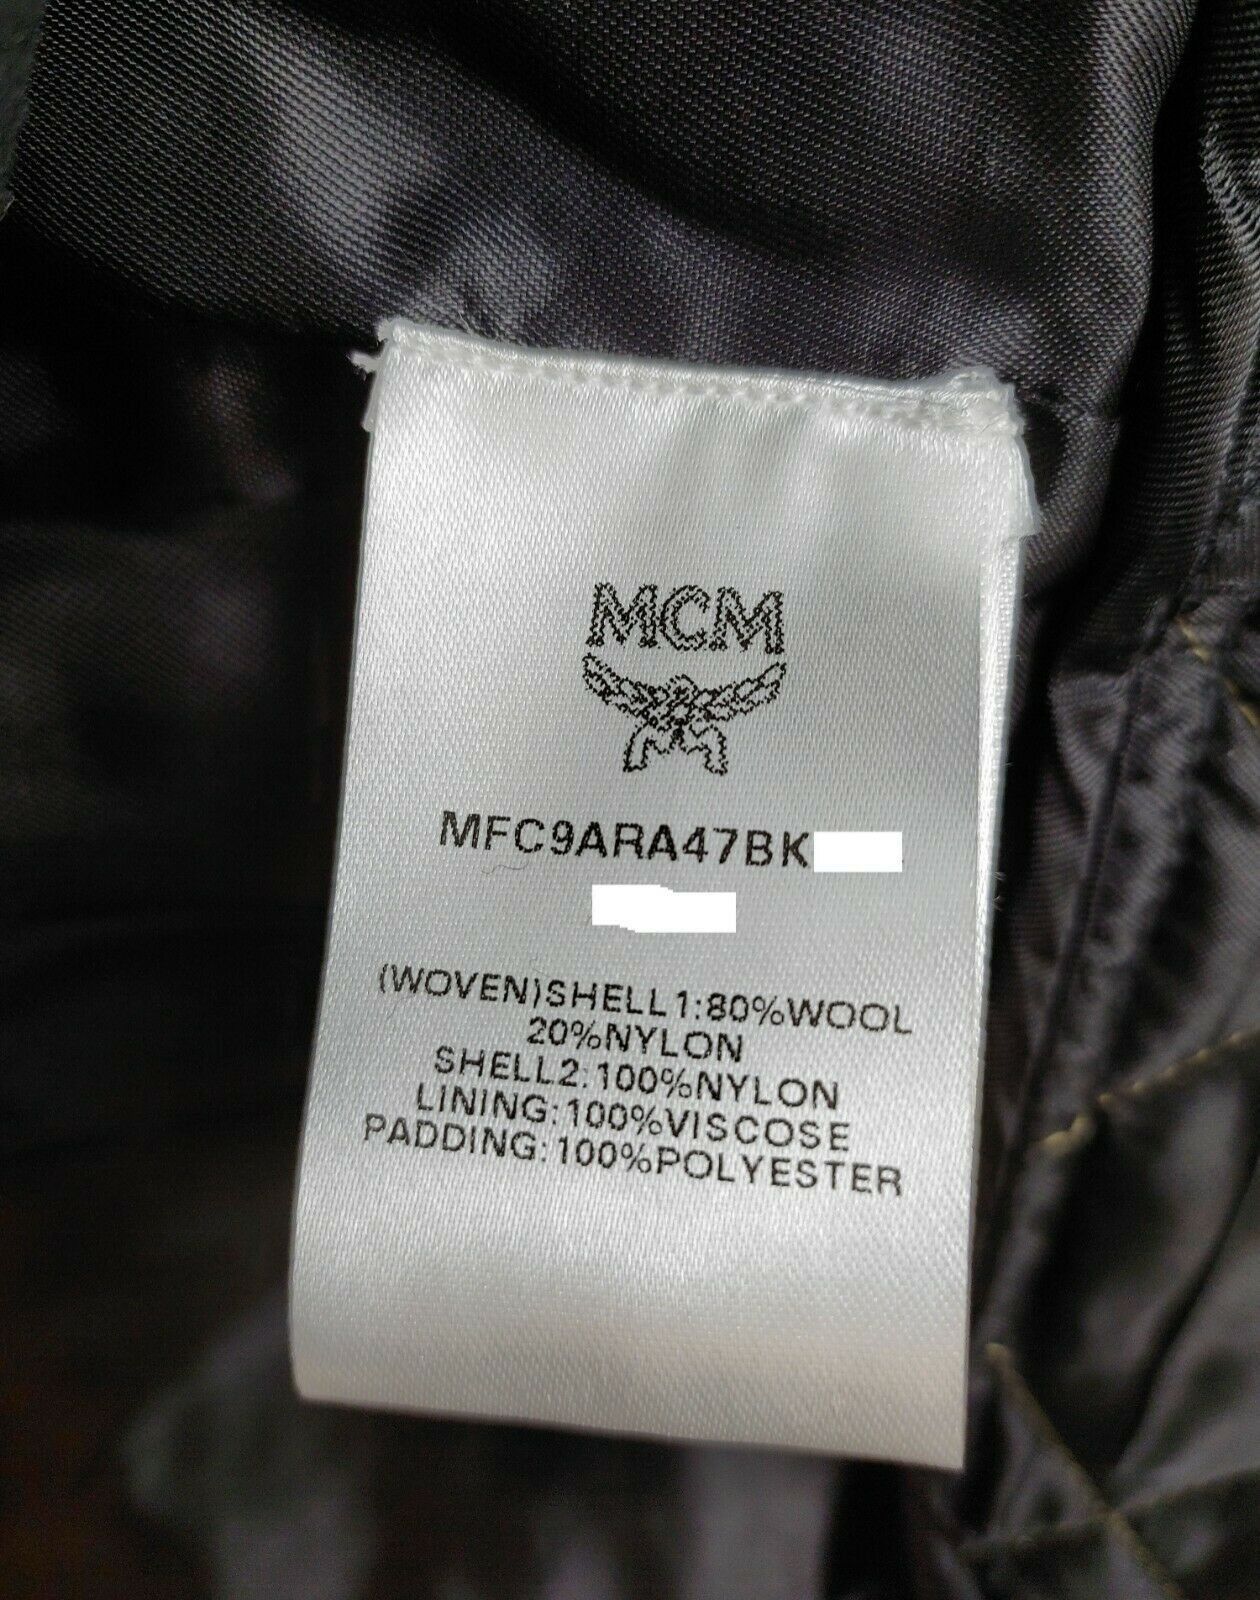 MCM
MFC9ARA47BK
(WOVEN)SHELL1:80%WOOL
20%NYLON
SHELL2:100%NYLON
LINING:100%VISCOSE
PADDING:100%POLYESTER